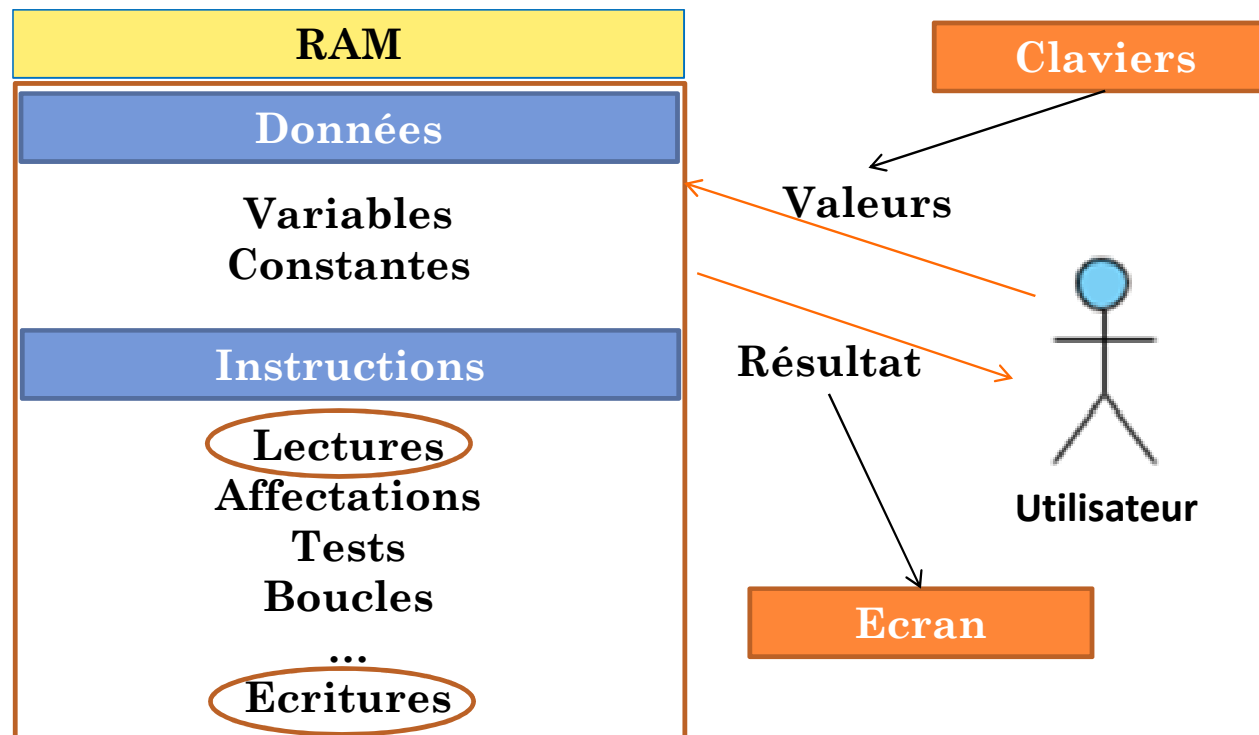 RAM
Données
Variables
Constantes
Instructions
Lectures
Affectations
Tests
Boucles
...
Ecritures
Claviers
Valeurs
Résultat
Utilisateur
Ecran